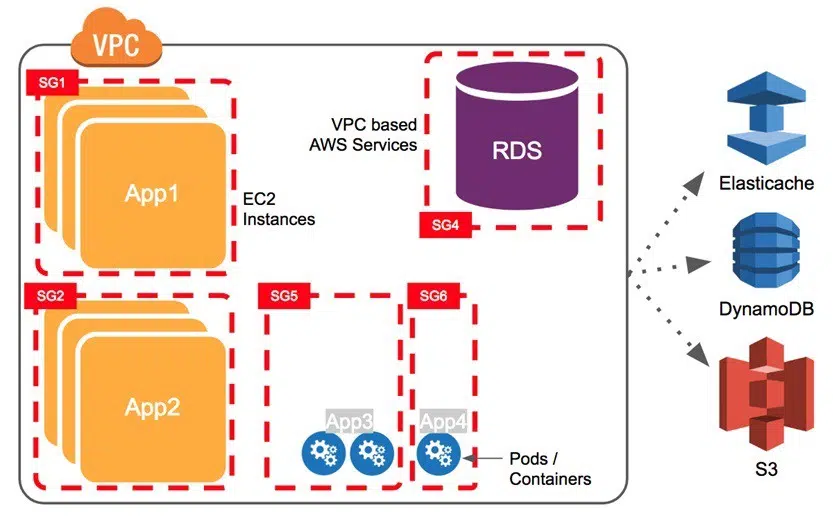 VPC
SG1
App1
EC2
Instances
VPC based
AWS Services
RDS
SG4
Elasticache
DynamoDB
S3
SG2
App2
SG5
SG6
App3
App4
Pods /
Containers